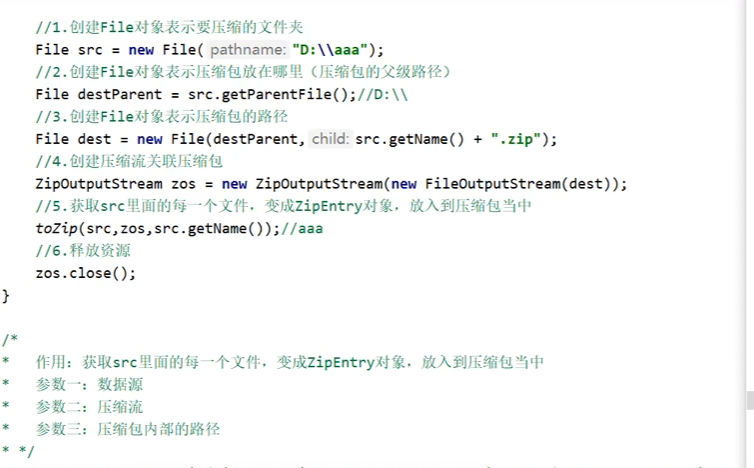 //1.创建File对象表示要压缩的文件夹
File src = new File( pathname: "D:\\aaa");
//2.创建File对象表示压缩包放在哪里（压缩包的父级路径）
File destParent = src.getParentFile();//D:\\
//3.创建File对象表示压缩包的路径
File dest = new File(destParent, child: src.getName() + ".zip");
//4.创建压缩流关联压缩包
ZipOutputStream zos = new ZipOutputStream(new FileOutputStream(dest));
//5.获取src里面的每一个文件，变成ZipEntry对象，放入到压缩包当中
toZip(src,zos,src.getName());//aaa
//6.释放资源
zos.close();
}
/*
* 作用：获取src里面的每一个文件，变成ZipEntry对象，放入到压缩包当中
* 参数一：数据源
* 参数二：压缩流
* 参数三：压缩包内部的路径
* */